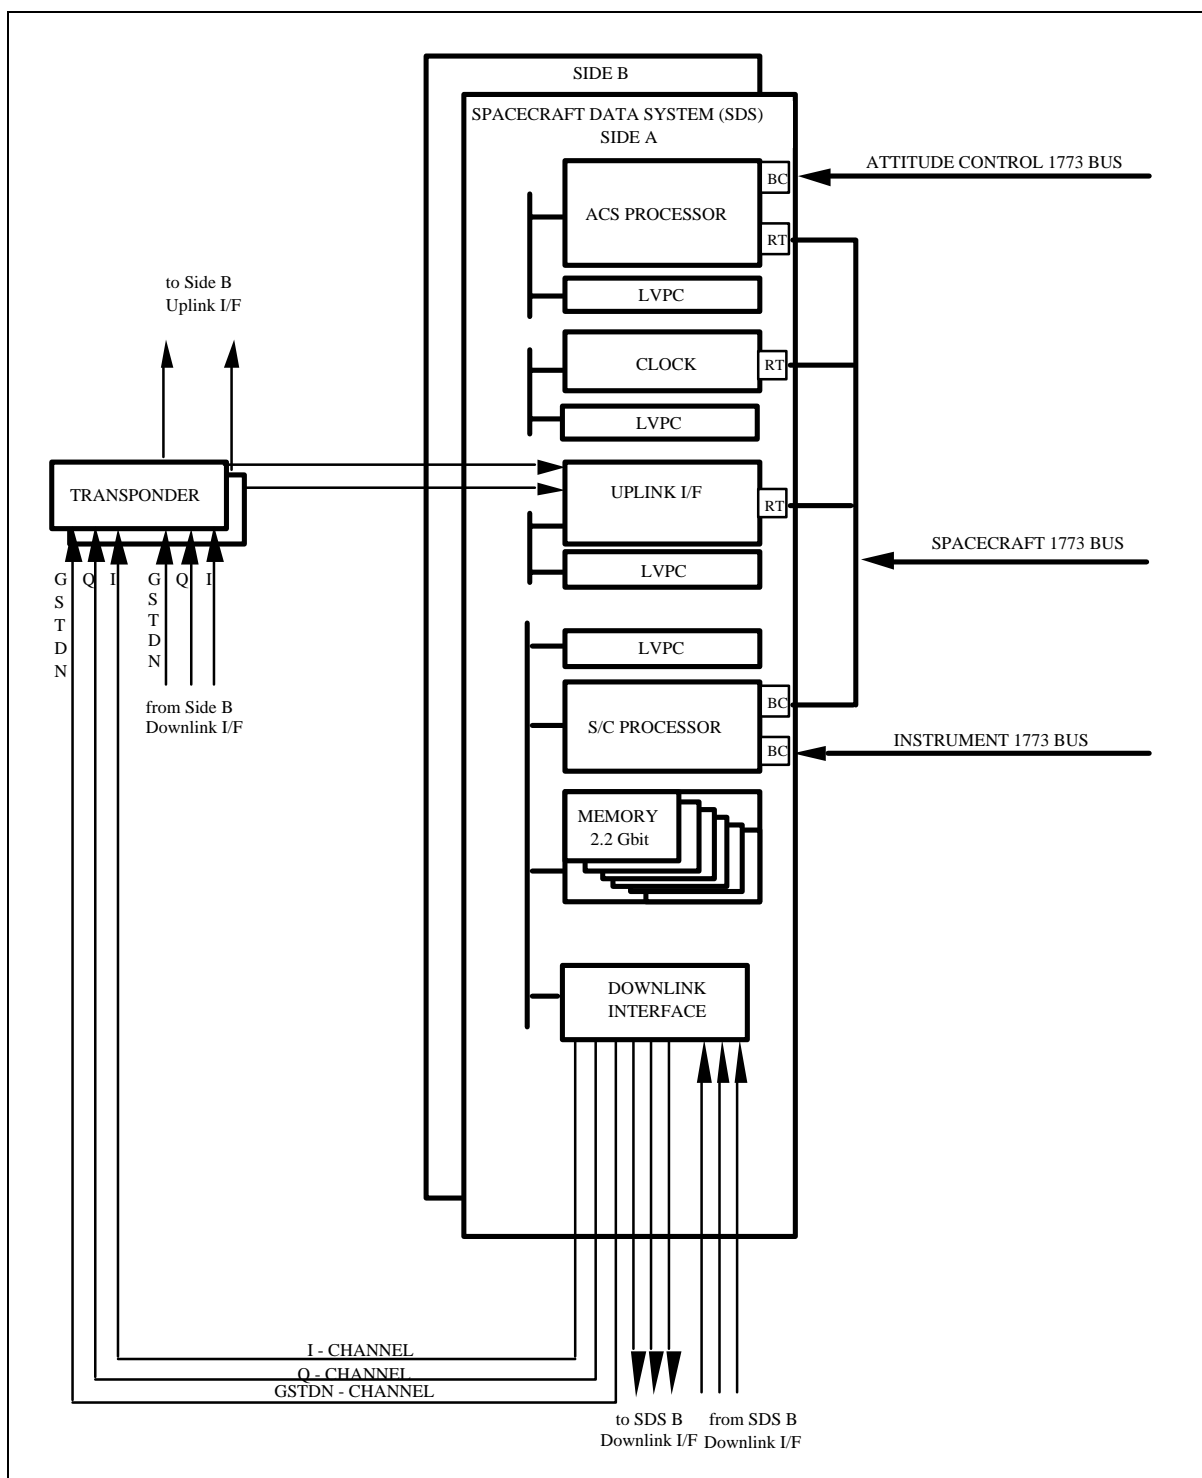 SIDE B
SPACECRAFT DATA SYSTEM (SDS)
SIDE A
ACS PROCESSOR
BC
RT
ATTITUDE CONTROL 1773 BUS
LVPC
to Side B
Uplink I/F
CLOCK
RT
LVPC
TRANSPONDER
UPLINK I/F
RT
LVPC
SPACECRAFT 1773 BUS
GSTDN
Q
I
GSTDN
Q
I
from Side B
Downlink I/F
LVPC
S/C PROCESSOR
BC
BC
INSTRUMENT 1773 BUS
MEMORY
2.2 Gbit
DOWNLINK
INTERFACE
I - CHANNEL
Q - CHANNEL
GSTDN - CHANNEL
to SDS B
Downlink I/F
from SDS B
Downlink I/F